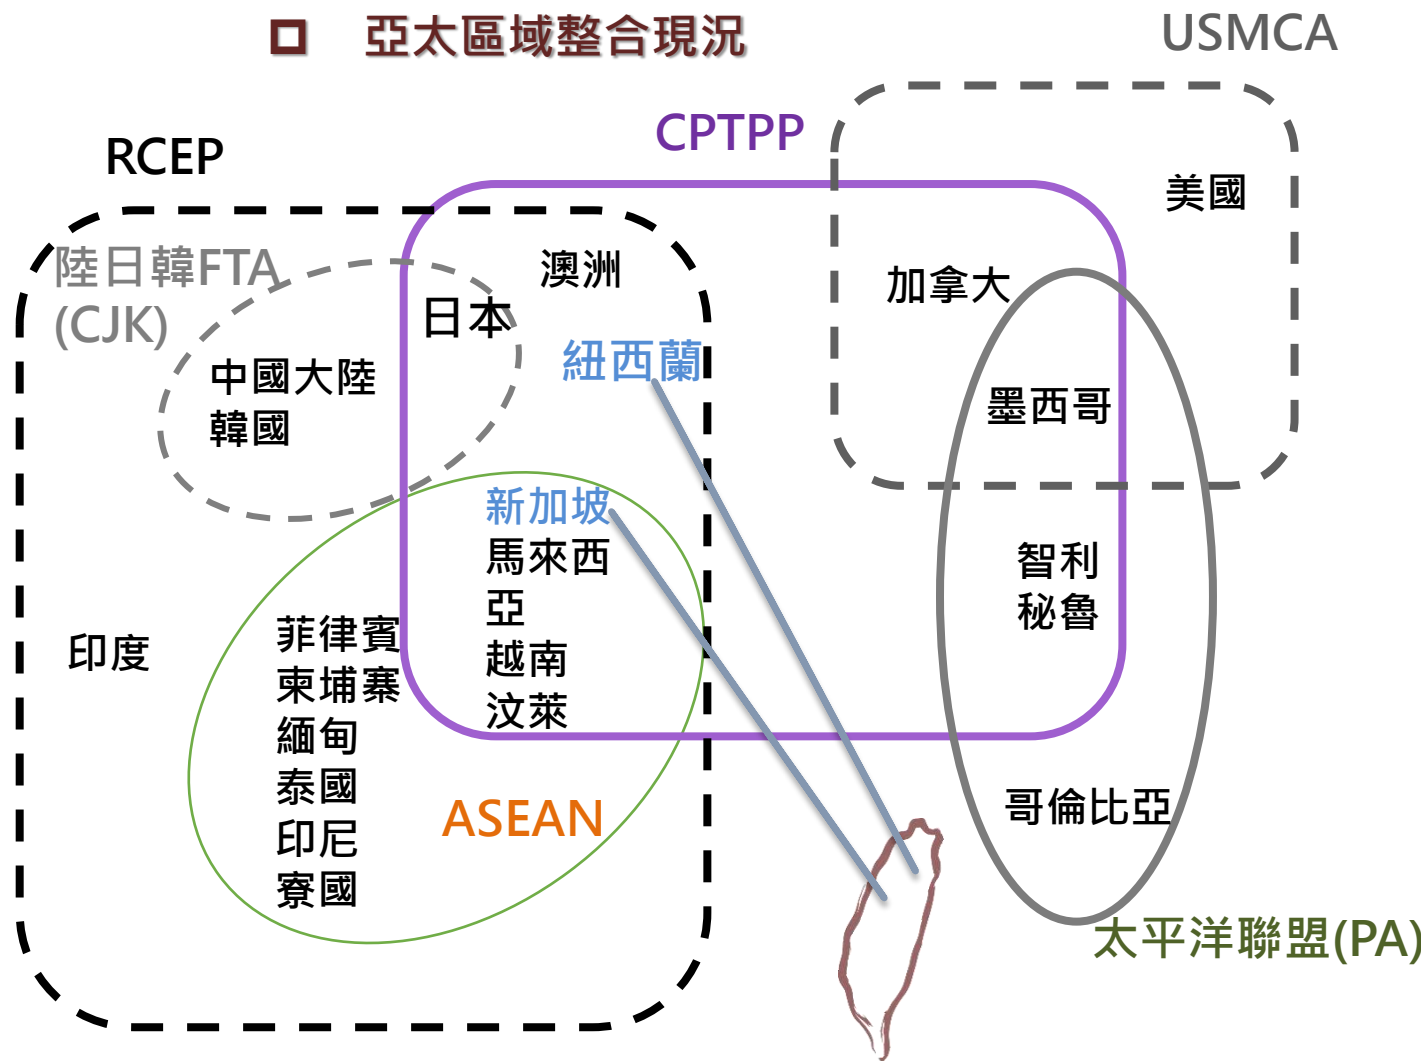 亞太區域整合現況
USMCA
CPTPP
RCEP
美國
陸日韓FTA
(CJK)
澳洲
加拿大
日本
紐西蘭
中國大陸
韓國
墨西哥
新加坡
馬來西
亞
越南
汶萊
智利
秘魯
印度
菲律賓
柬埔寨
緬甸
泰國
印尼
寮國
ASEAN
哥倫比亞
太平洋聯盟(PA)